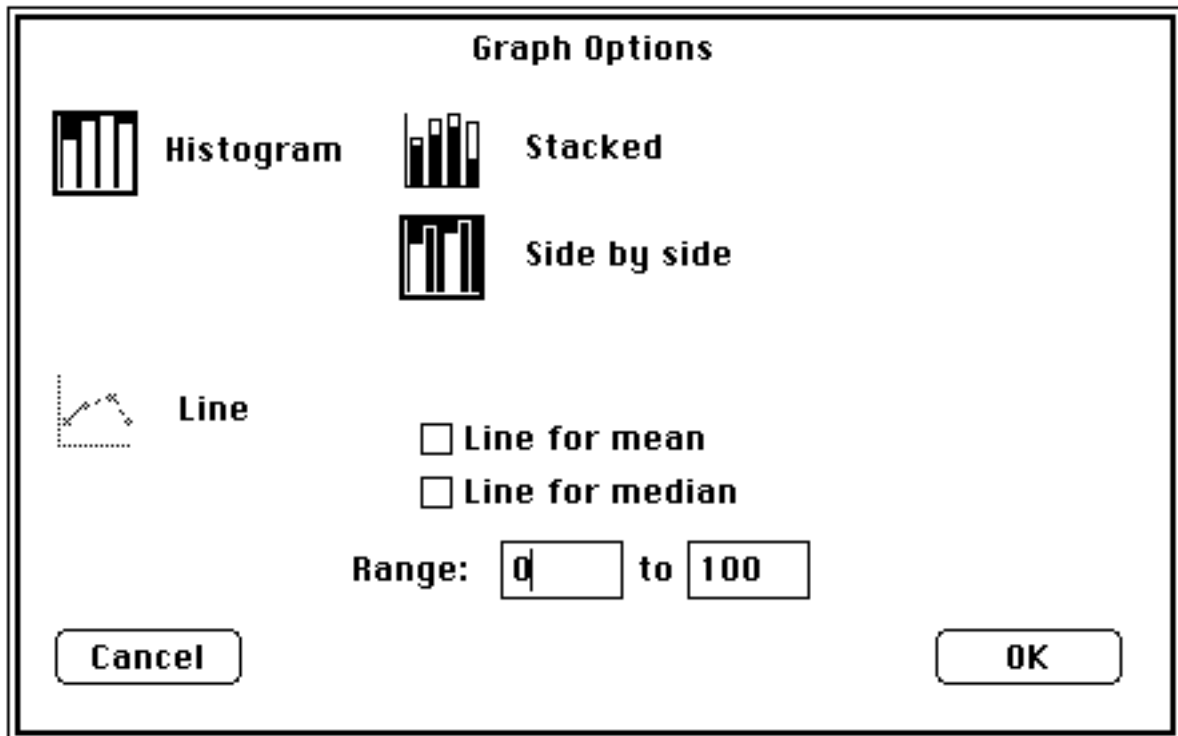 Graph Options
Histogram
Stacked
Side by side
Line
Line for mean
Line for median
Range: 0 to 100
Cancel
OK